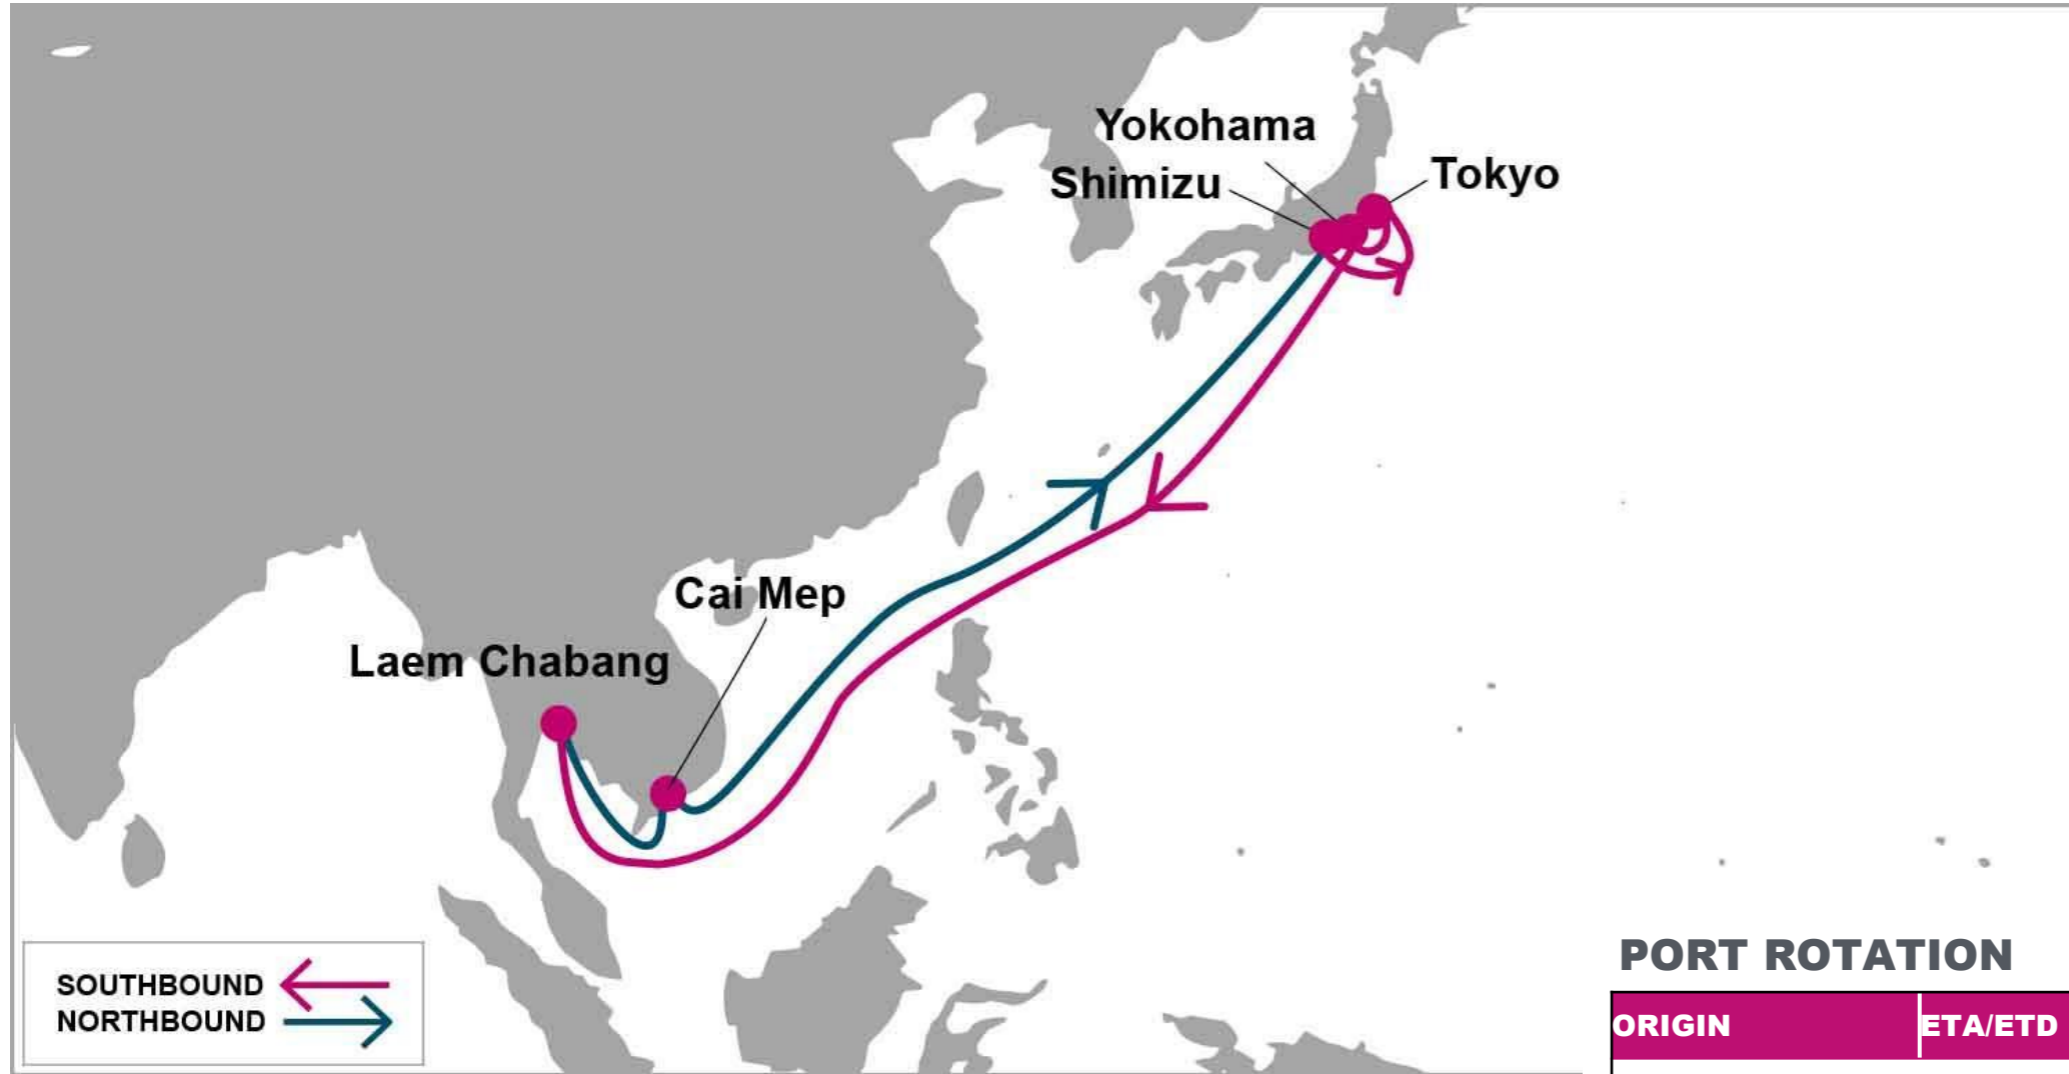 Yokohama
Shimizu
Tokyo
Cai Mep
Laem Chabang
SOUTHBOUND
NORTHBOUND
PORT ROTATION
ORIGIN ETA/ETD